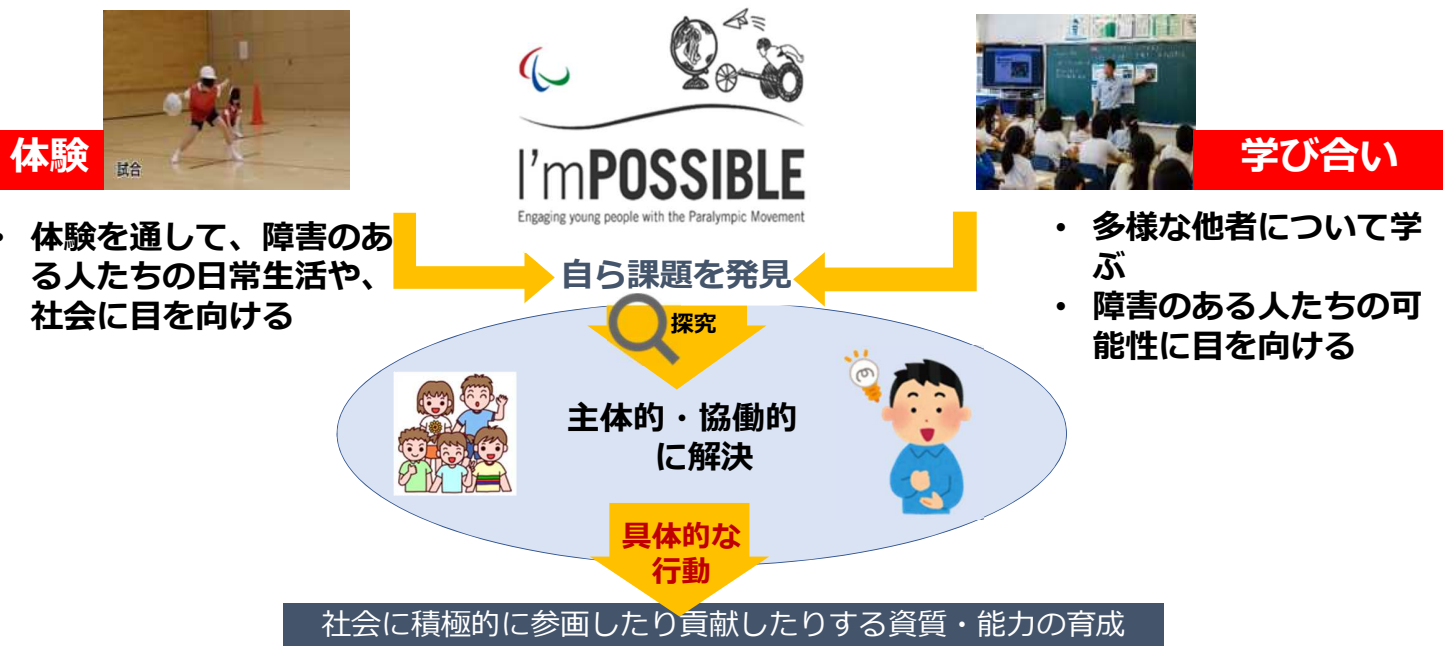 体験
試合
• 体験を通して、障害のあ
る人たちの日常生活や、
社会に目を向ける
I'mPOSSIBLE
Engaging young people with the Paralympic Movement
学び合い
• 多様な他者について学
ぶ
• 障害のある人たちの可
能性に目を向ける
自ら課題を発見
探究
主体的・協働的
に解決
具体的な
行動
社会に積極的に参画したり貢献したりする資質・能力の育成